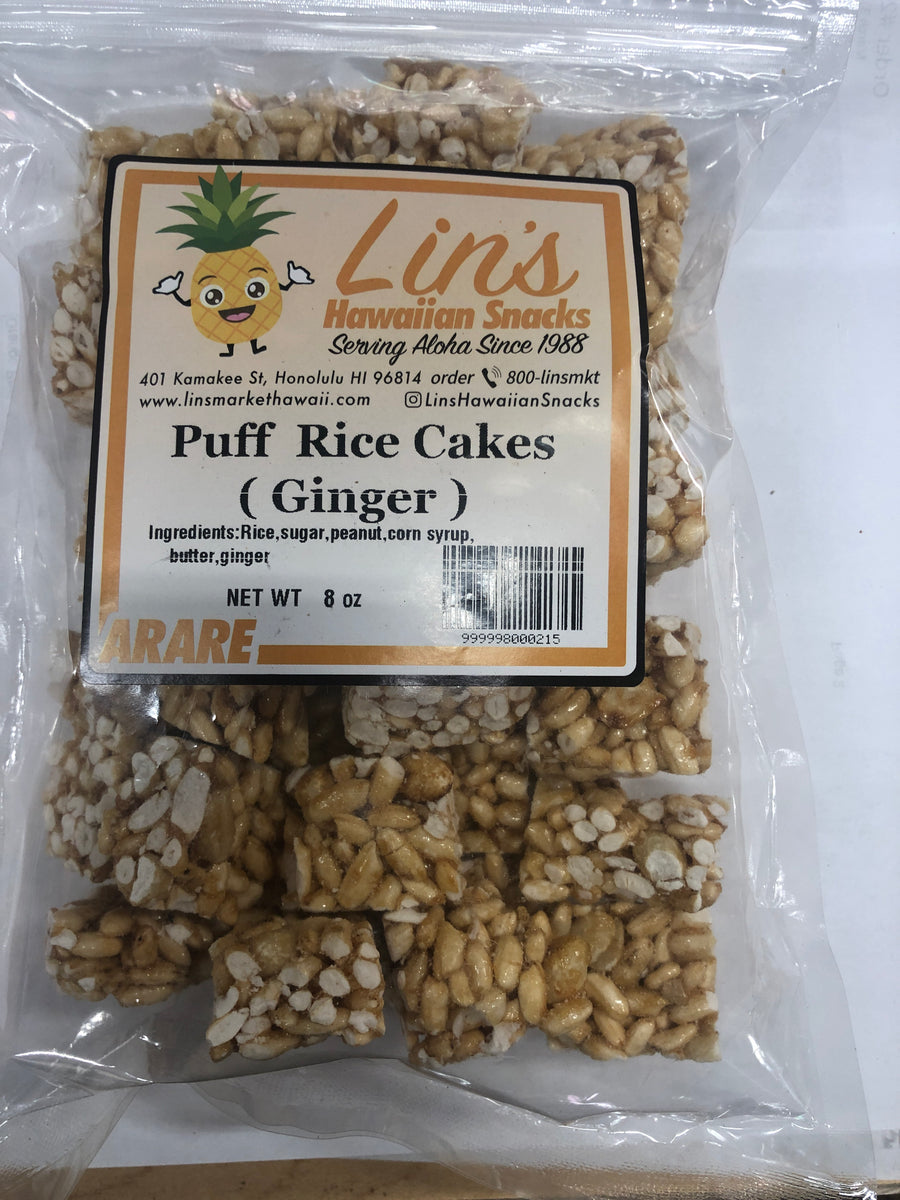 Lin's
Hawaiian Snacks
Serving Aloha Since 1988
401 Kamakee St, Honolulu HI 96814 order 800-linsmkt
www.linsmarkethawaii.com LinsHawaiianSnacks
Puff Rice Cakes
( Ginger )
Ingredients:Rice,sugar,peanut,corn syrup,
butter,ginger
NET WT 8 oz
999998000215
ARARE